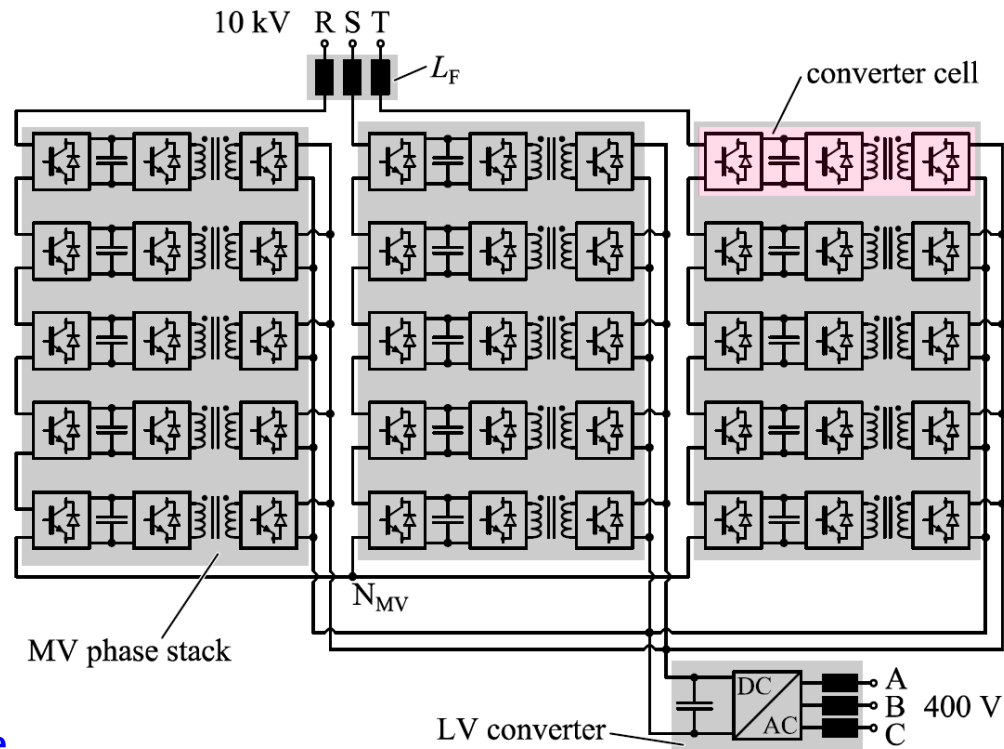 10 kV R S T
L_F
converter cell
N_MV
MV phase stack
DC
AC
A
B 400 V
C
LV converter